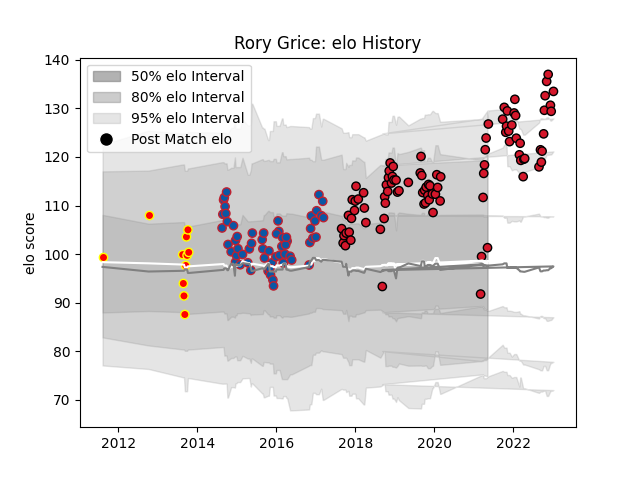 Rory Grice: elo History
140
130
120
110
100
90
80
70
elo score
50% elo Interval
80% elo Interval
95% elo Interval
Post Match elo
2012
2014
2016
2018
2020
2022